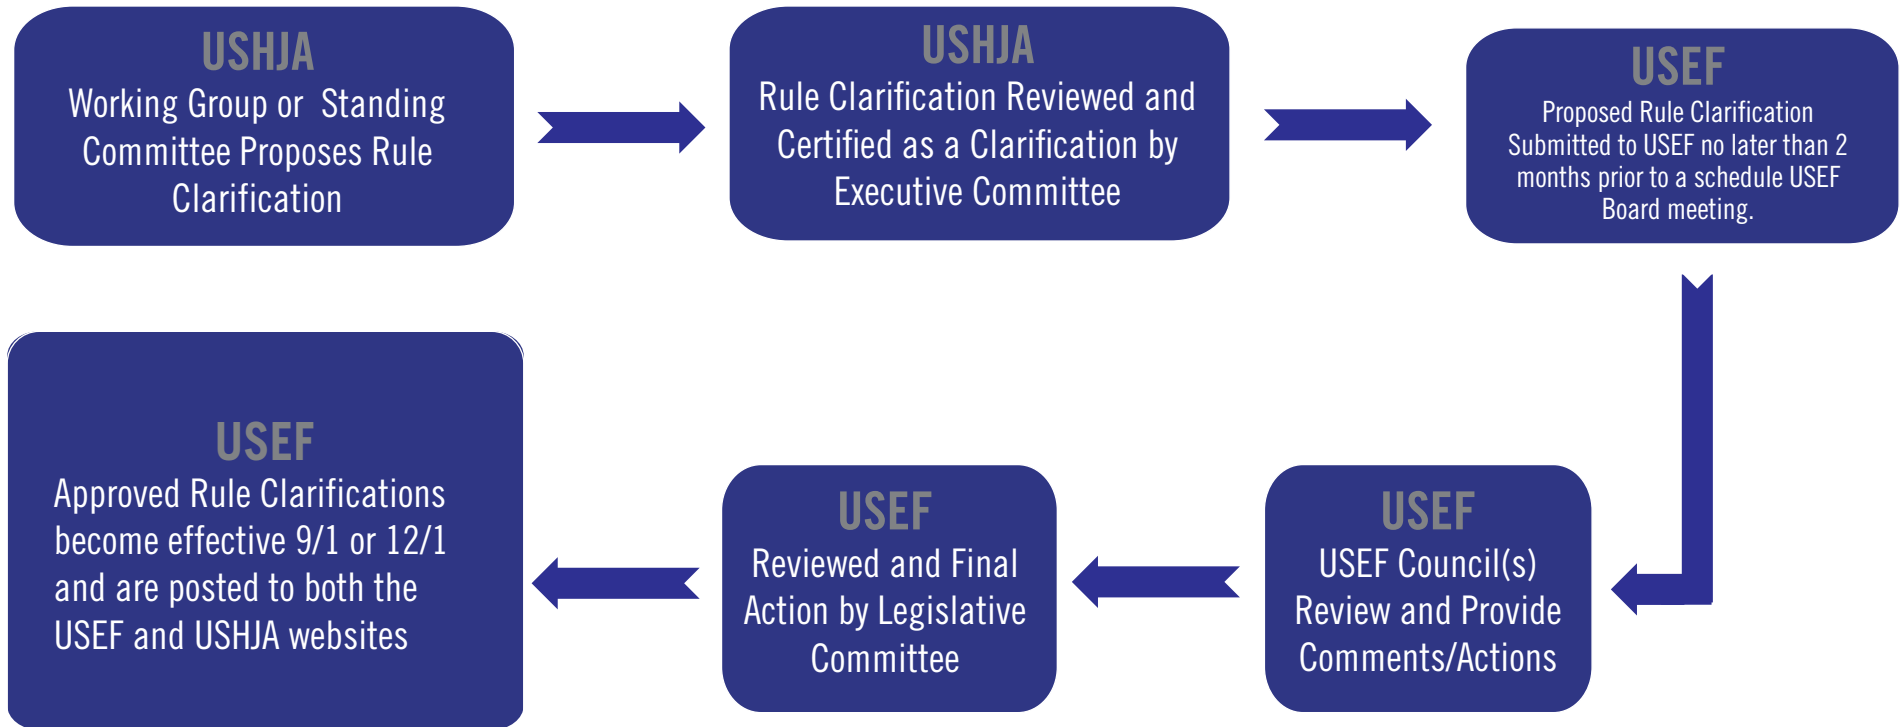 USHJA
Working Group or Standing
Committee Proposes Rule
Clarification
USHJA
Rule Clarification Reviewed and
Certified as a Clarification by
Executive Committee
USEF
Proposed Rule Clarification
Submitted to USEF no later than 2
months prior to a schedule USEF
Board meeting.
USEF
USEF Council(s)
Review and Provide
Comments/Actions
USEF
Reviewed and Final
Action by Legislative
Committee
USEF
Approved Rule Clarifications
become effective 9/1 or 12/1
and are posted to both the
USEF and USHJA websites